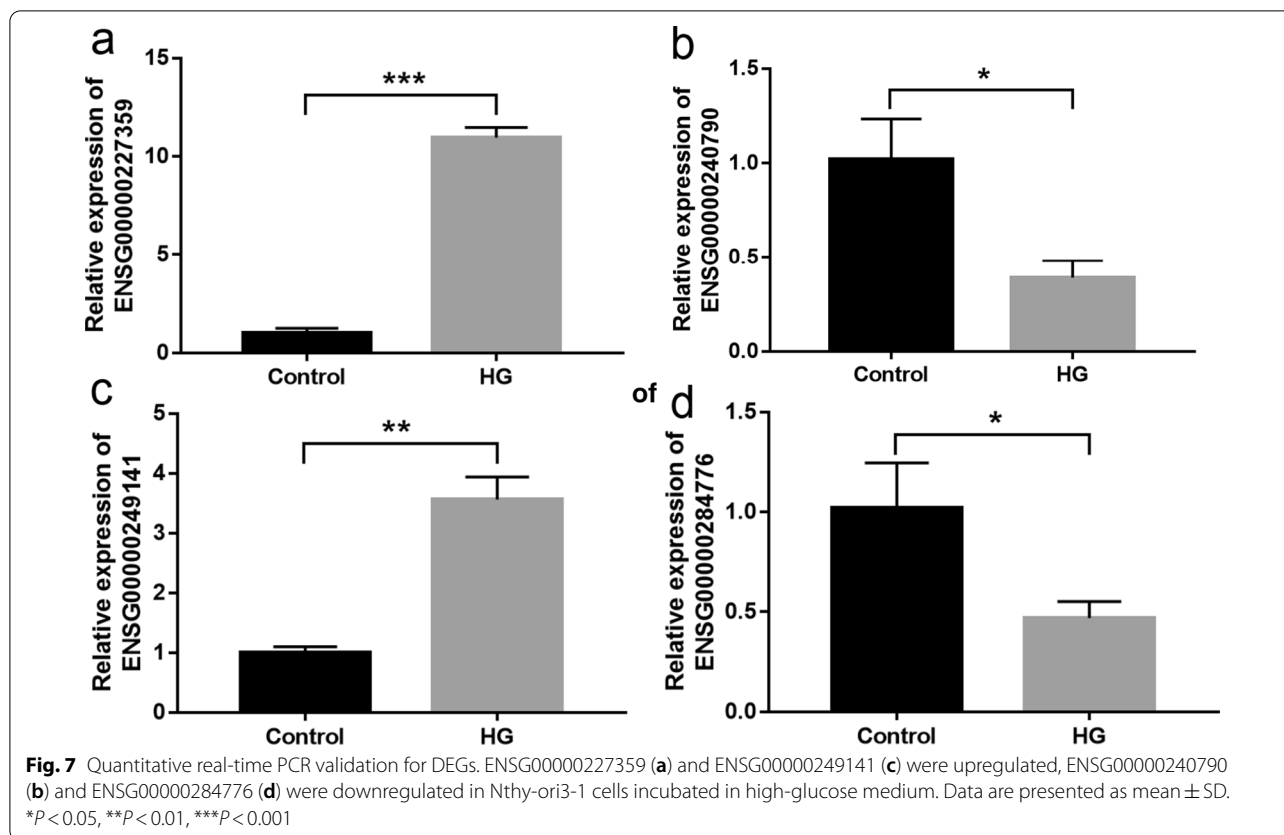 a
Relative expression of
ENSG00000227359
15
10
5
0
***
Control HG
b
Relative expression of
ENSG00000240790
1.5
1.0
0.5
0.0
*
Control HG
c
Relative expression of
ENSG00000249141
5
4
3
2
1
0
**
Control HG
of
d
Relative expression of
ENSG00000284776
1.5
1.0
0.5
0.0
*
Control HG
Fig. 7 Quantitative real-time PCR validation for DEGs. ENSG00000227359 (a) and ENSG00000249141 (c) were upregulated, ENSG00000240790
(b) and ENSG00000284776 (d) were downregulated in Nthy-ori3-1 cells incubated in high-glucose medium. Data are presented as mean ± SD.
*P < 0.05, **P < 0.01, ***P < 0.001